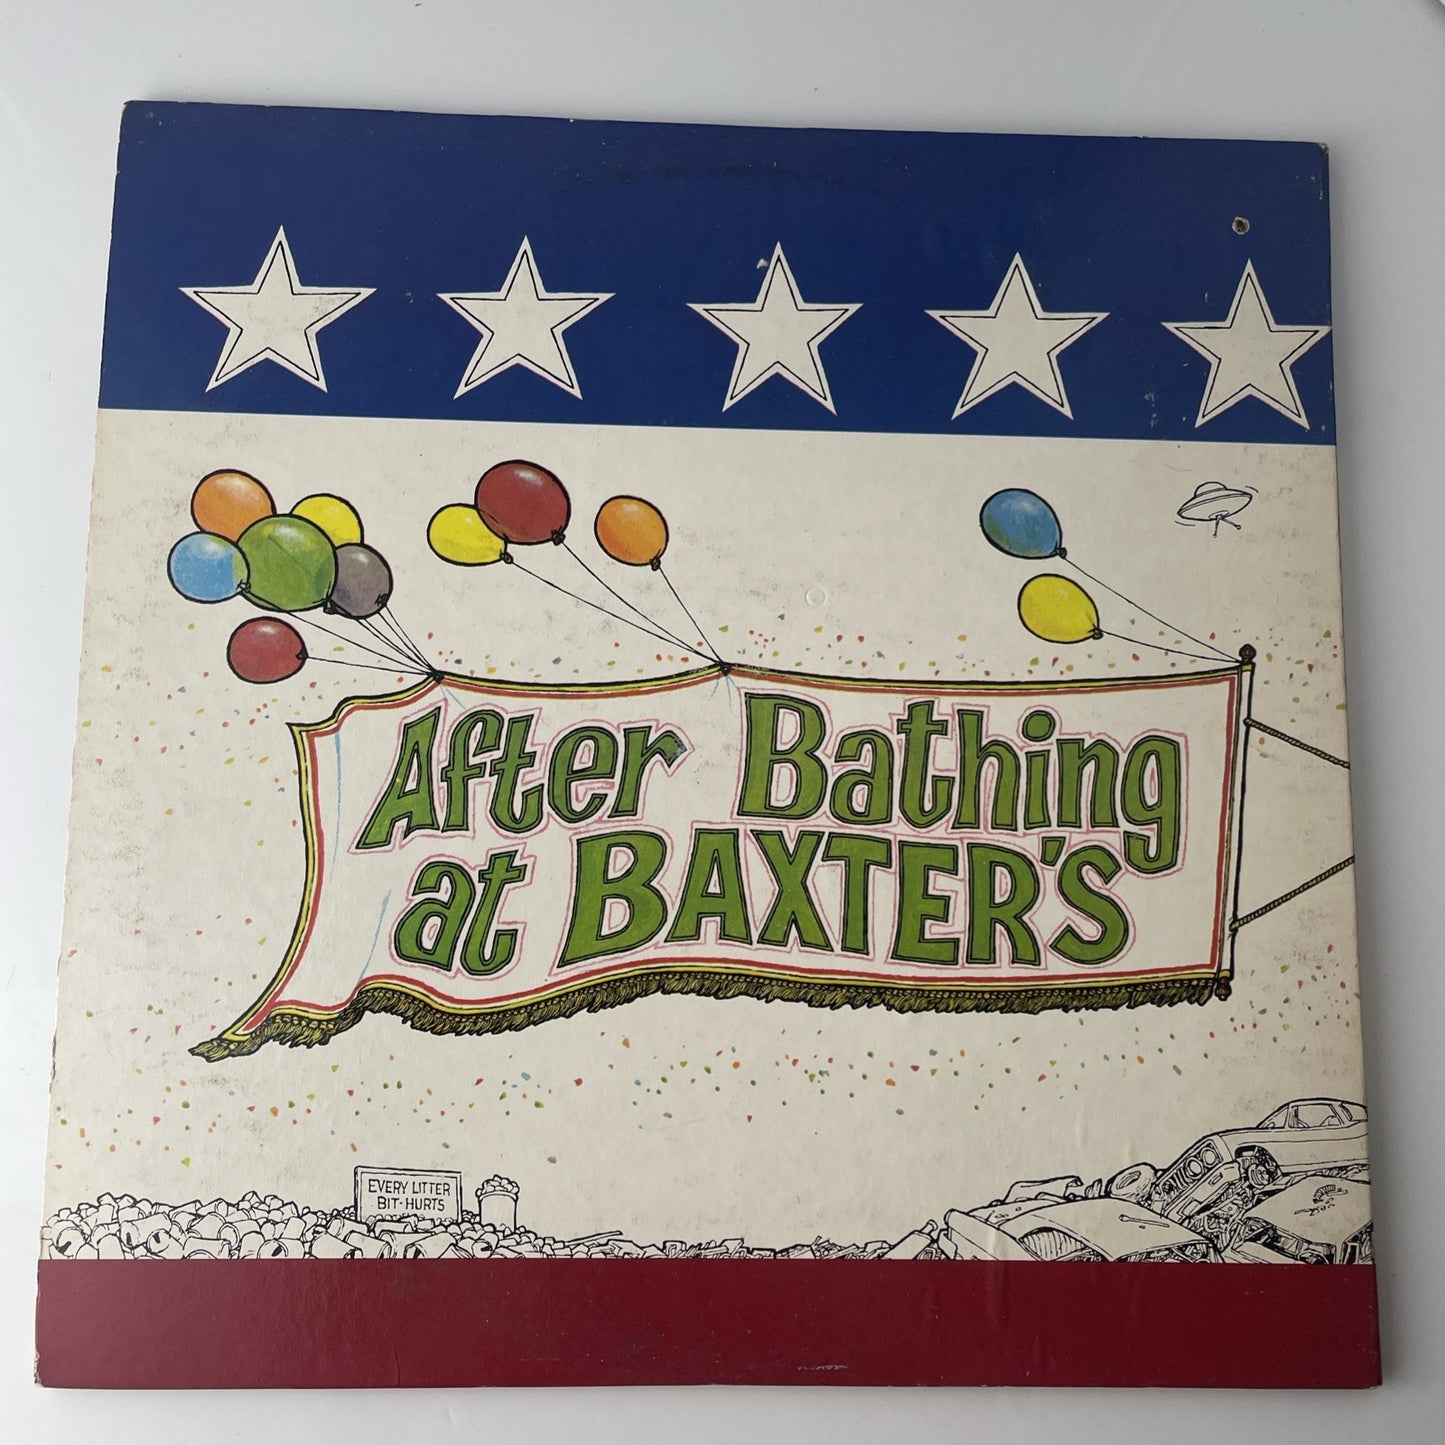 After Bathing
at BAXTER'S
EVERY LITTER
BIT-HURTS